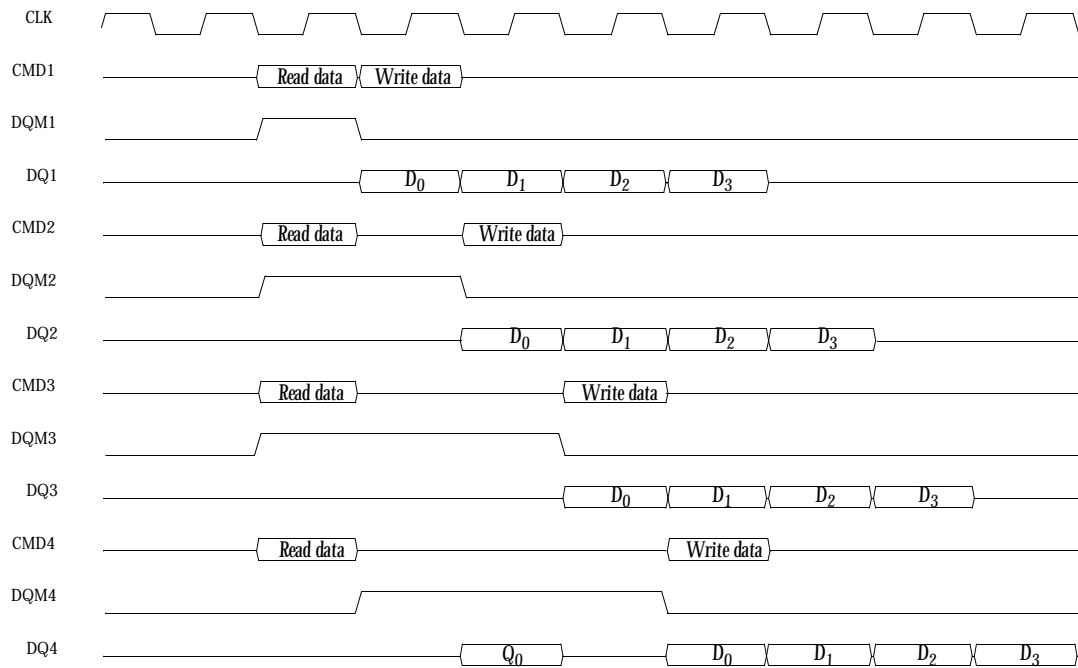 CLK
CMD1 Read data Write data
DQM1
DQ1 D0 D1 D2 D3
CMD2 Read data Write data
DQM2
DQ2 D0 D1 D2 D3
CMD3 Read data Write data
DQM3
DQ3 D0 D1 D2 D3
CMD4 Read data Write data
DQM4
DQ4 Q0 D0 D1 D2 D3